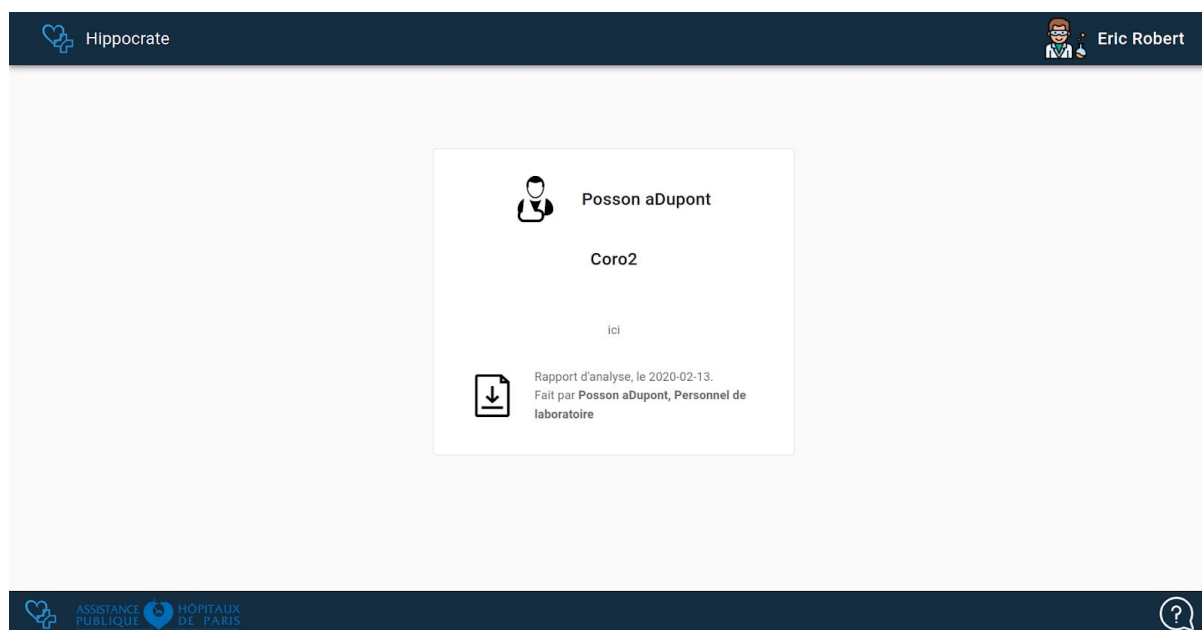 Hippocrate
Eric Robert
Posson aDupont
Coro2
ici
Rapport d'analyse, le 2020-02-13.
Fait par Posson aDupont, Personnel de
laboratoire
ASSISTANCE HÔPITAUX
PUBLIQUE DE PARIS
?